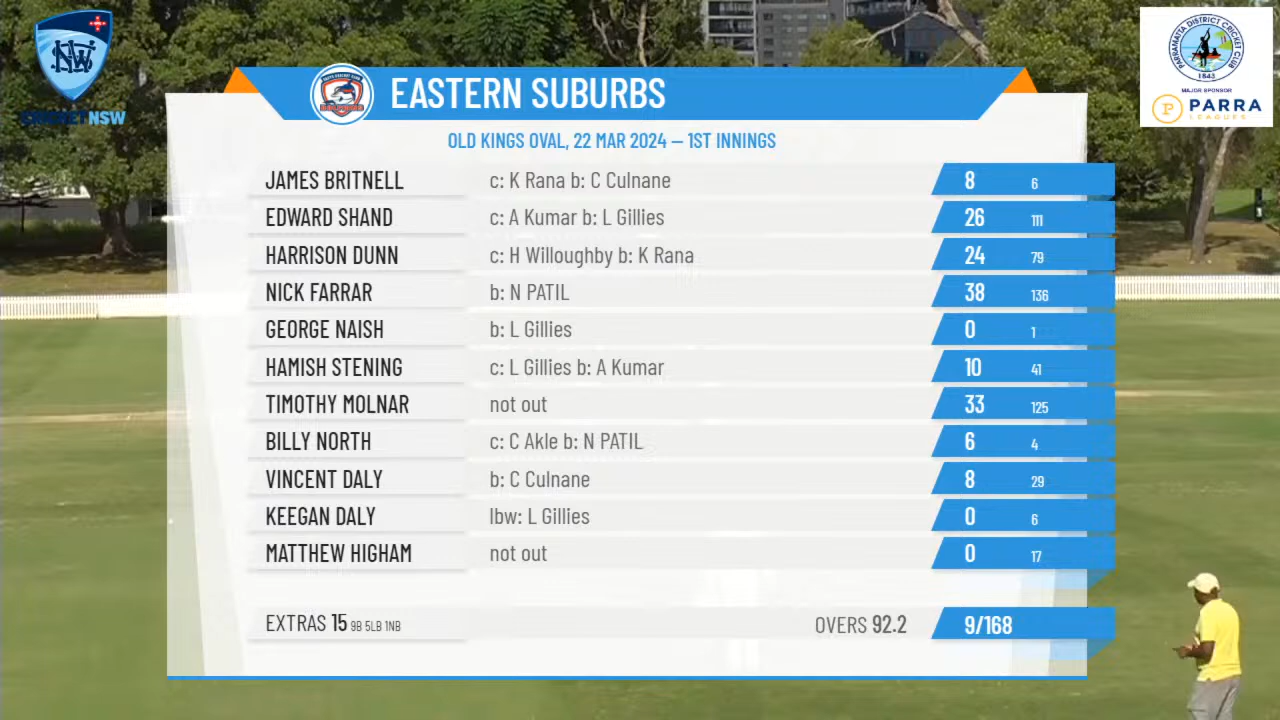 CRICKET NSW
PARRAMATTA DISTRICT CRICKET CLUB
1843
MAJOR SPONSOR
PARRA
LEAGUES
EASTERN SUBURBS
OLD KINGS OVAL, 22 MAR 2024 – 1ST INNINGS
JAMES BRITNELL c: K Rana b: C Culnane 8 6
EDWARD SHAND c: A Kumar b: L Gillies 26 111
HARRISON DUNN c: H Willoughby b: K Rana 24 79
NICK FARRAR b: N PATIL 38 136
GEORGE NAISH b: L Gillies 0 1
HAMISH STENING c: L Gillies b: A Kumar 10 41
TIMOTHY MOLNAR not out 33 125
BILLY NORTH c: C Akle b: N PATIL 6 4
VINCENT DALY b: C Culnane 8 29
KEEGAN DALY lbw: L Gillies 0 6
MATTHEW HIGHAM not out 0 17
EXTRAS 15 9B 5LB 1NB OVERS 92.2 9/168